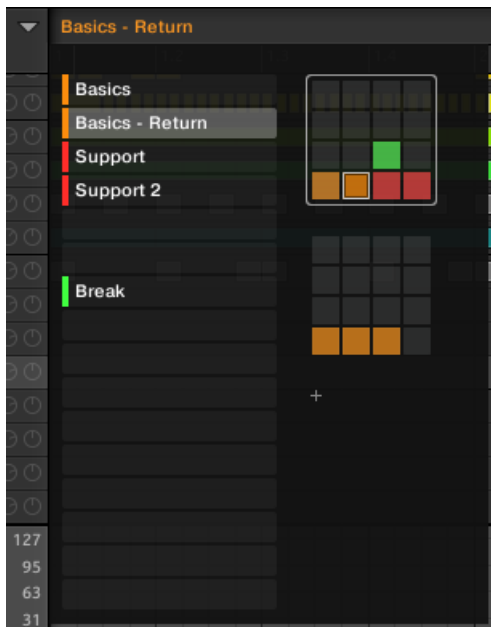 Basics - Return
Basics
Basics - Return
Support
Support 2
Break
+
127
95
63
31